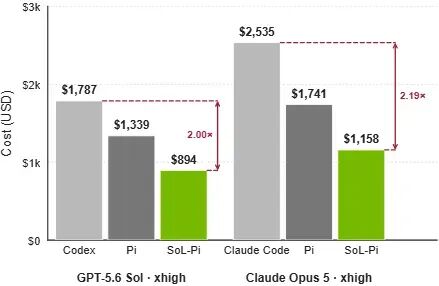 $3k
$2k
$1k
$0
Cost (USD)
$1,787
$1,339
$894
2.00×
$2,535
$1,741
$1,158
2.19×
Codex Pi SoL-Pi Claude Code Pi SoL-Pi
GPT-5.6 Sol · xhigh Claude Opus 5 · xhigh